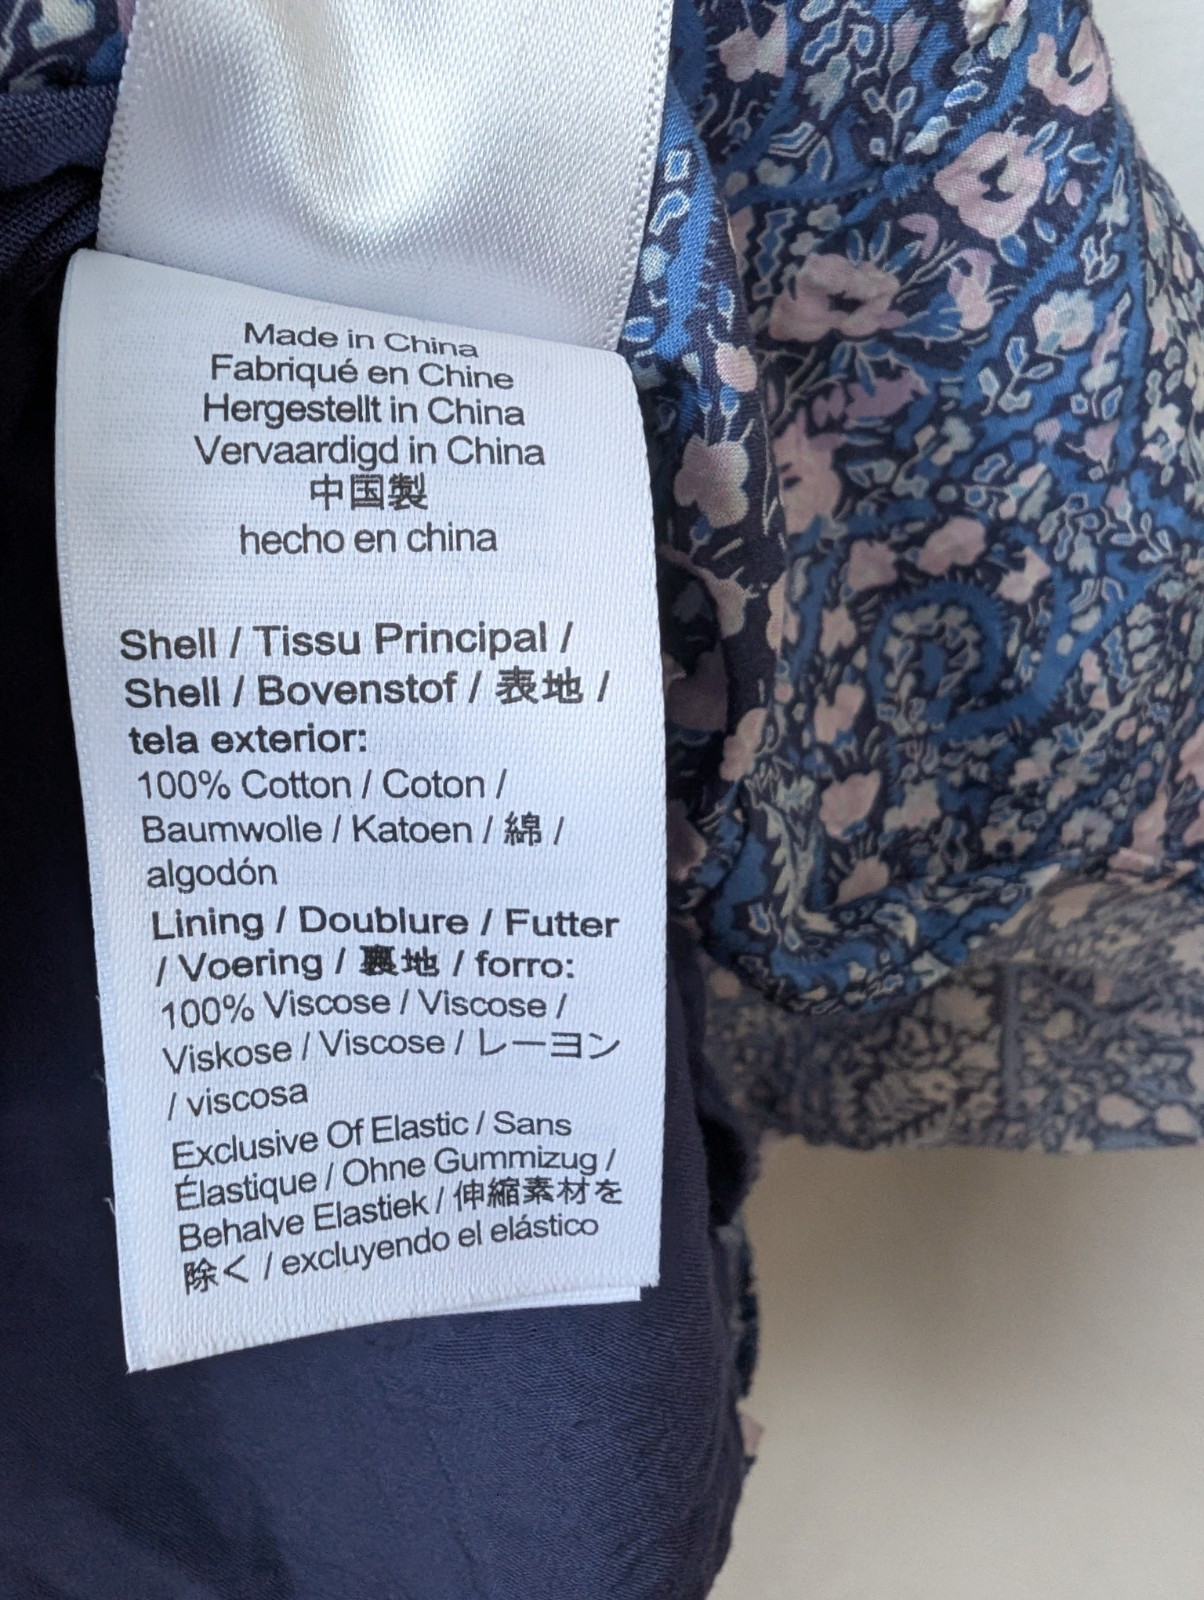 Made in China
Fabriqué en Chine
Hergestellt in China
Vervaardigd in China
中国製
hecho en china
Shell / Tissu Principal /
Shell / Bovenstof / 表地 /
tela exterior:
100% Cotton / Coton /
Baumwolle / Katoen / 綿 /
algodón
Lining / Doublure / Futter
/ Voering / 裏地 / forro:
100% Viscose / Viscose /
Viskose / Viscose / レーヨン
/ viscosa
Exclusive Of Elastic / Sans
Élastique / Ohne Gummizug /
Behalve Elastiek / 伸縮素材を
除く / excluyendo el elástico